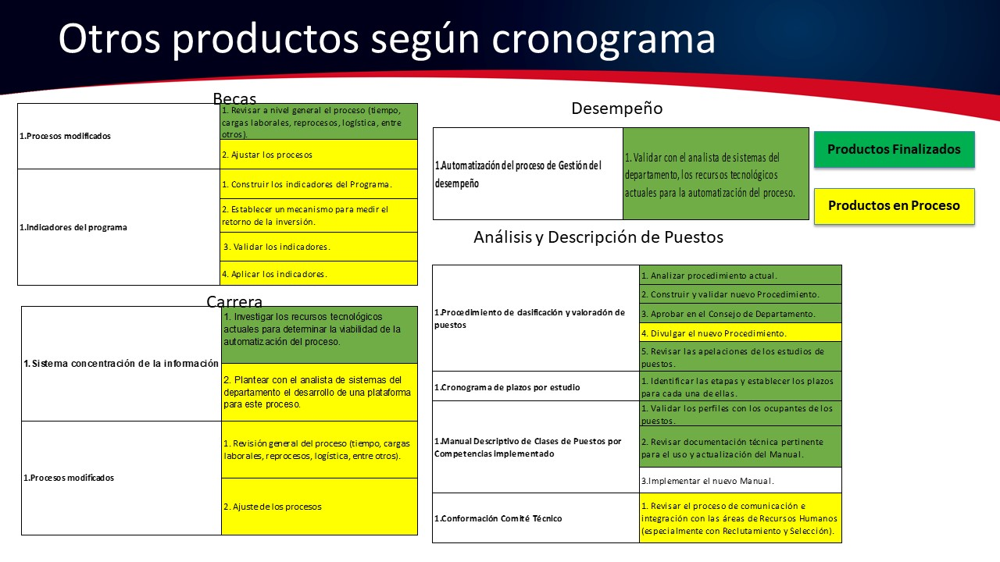 Otros productos según cronograma
Becas
1.Procesos modificados
1. Revisar a nivel general el proceso (tiempo,
cargas laborales, reprocesos, logística, entre
otros).
2. Ajustar los procesos
1.Indicadores del programa
1. Construir los indicadores del Programa.
2. Establecer un mecanismo para medir el
retorno de la inversión.
3. Validar los indicadores.
4. Aplicar los indicadores.
Carrera
1.Sistema concentración de la información
1. Investigar los recursos tecnológicos
actuales para determinar la viabilidad de la
automatización del proceso.
2. Plantear con el analista de sistemas del
departamento el desarrollo de una plataforma
para este proceso.
1.Procesos modificados
1. Revisión general del proceso (tiempo, cargas
laborales, reprocesos, logística, entre otros).
2. Ajuste de los procesos
Desempeño
1.Automatización del proceso de Gestión del
desempeño
1. Validar con el analista de sistemas del
departamento, los recursos tecnológicos
actuales para la automatización del proceso.
Productos Finalizados
Productos en Proceso
Análisis y Descripción de Puestos
1.Procedimiento de clasificación y valoración de
puestos
1. Analizar procedimiento actual.
2. Construir y validar nuevo Procedimiento.
3. Aprobar en el Consejo de Departamento.
4. Divulgar el nuevo Procedimiento.
5. Revisar las apelaciones de los estudios de
puestos.
1.Cronograma de plazos por estudio
1. Identificar las etapas y establecer los plazos
para cada una de ellas.
1.Manual Descriptivo de Clases de Puestos por
Competencias implementado
1. Validar los perfiles con los ocupantes de los
puestos.
2. Revisar documentación técnica pertinente
para el uso y actualización del Manual.
3.Implementar el nuevo Manual.
1.Conformación Comité Técnico
1. Revisar el proceso de comunicación e
integración con las áreas de Recursos Humanos
(especialmente con Reclutamiento y Selección).